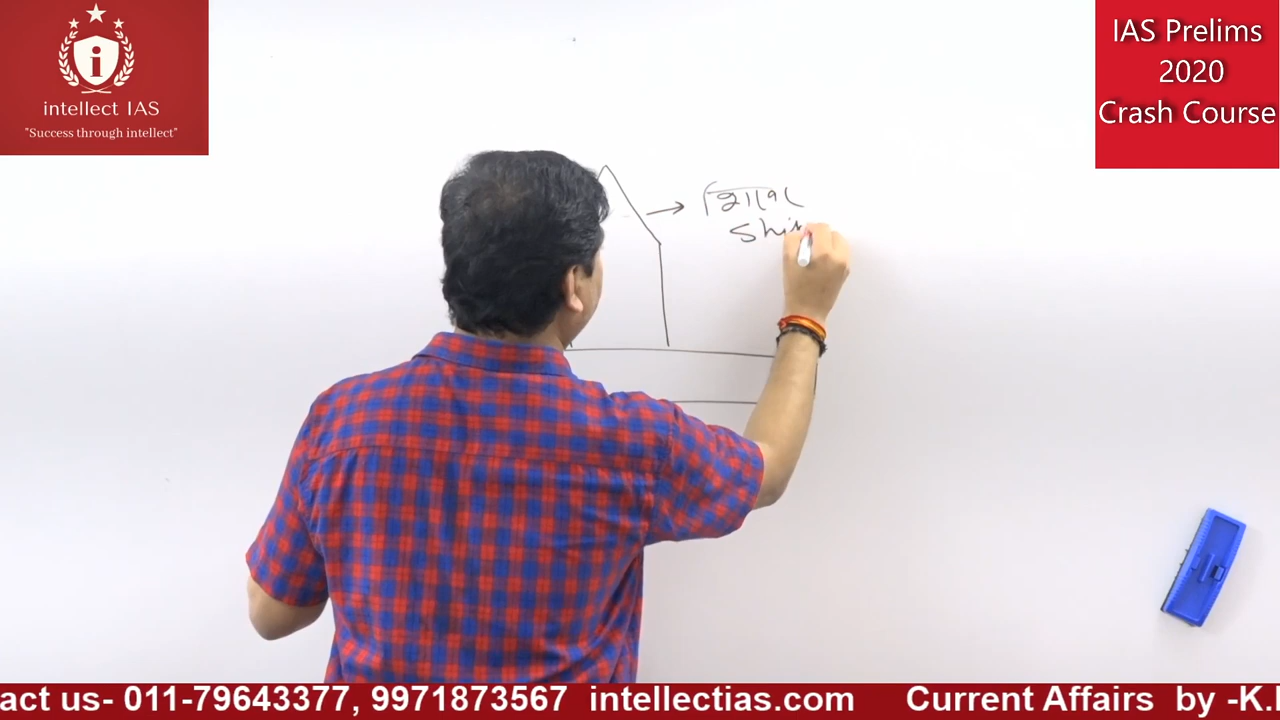 intellect IAS
"Success through intellect"
IAS Prelims
2020
Crash Course
शिखर
Shi
act us- 011-79643377, 9971873567 intellectias.com Current Affairs by -K.